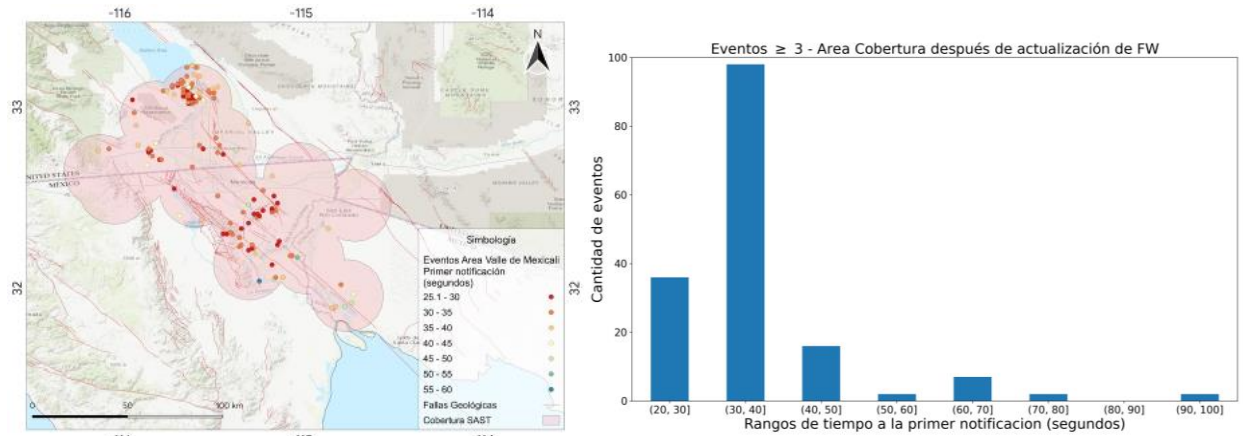 -116
-115
-114
N
33
33
UNITED STATES
MÉXICO
IMPERIAL VALLEY
Mexicali
32
32
Simbología
Eventos Area Valle de Mexicali
Primer notificación
(segundos)
25.1 - 30
30 - 35
35 - 40
40 - 45
45 - 50
50 - 55
55 - 60
Fallas Geológicas
Cobertura SAST
0
50
100 km
Eventos ≥ 3 - Area Cobertura después de actualización de FW
Cantidad de eventos
100
80
60
40
20
0
(20, 30]
(30, 40]
(40, 50]
(50, 60]
(60, 70]
(70, 80]
(80, 90]
(90, 100]
Rangos de tiempo a la primer notificacion (segundos)